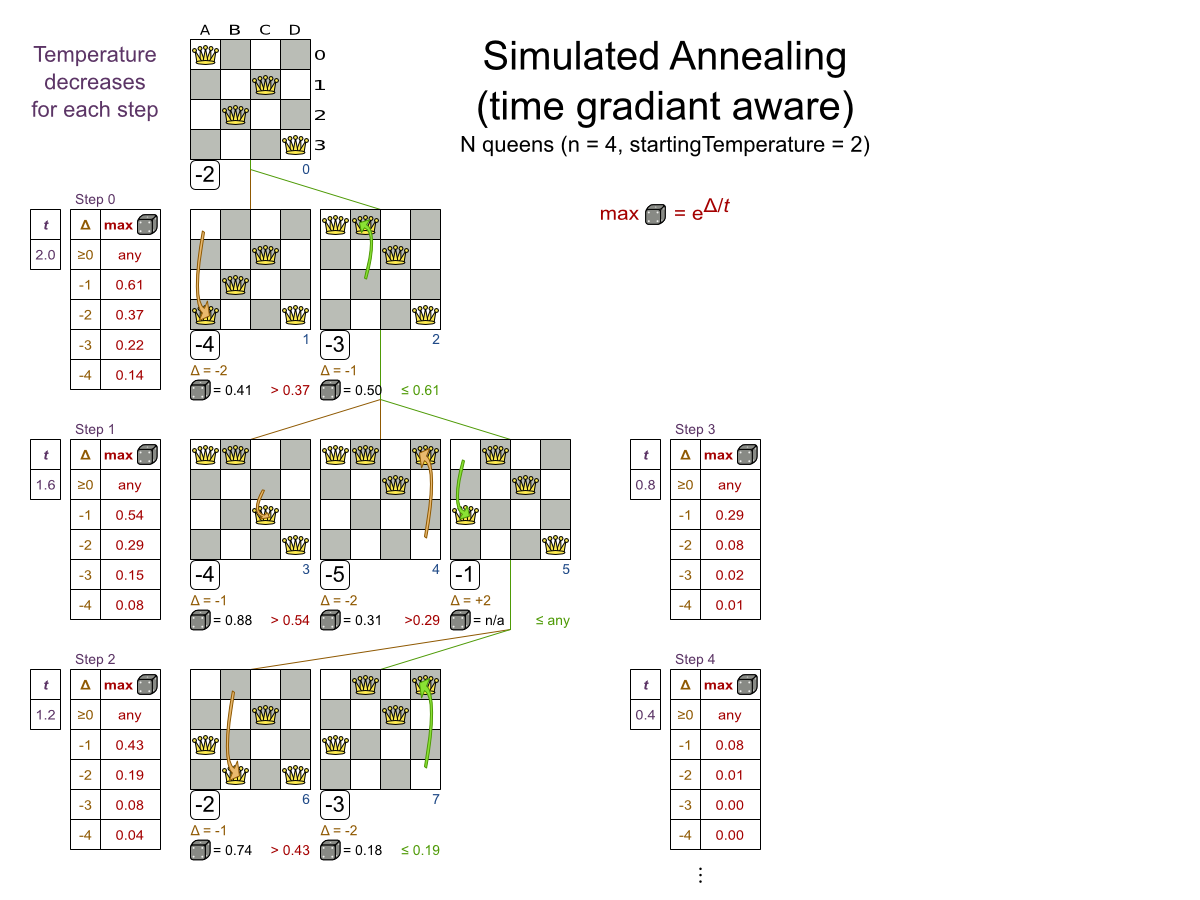 Temperature
decreases
for each step
A B C D
0
1
2
3
-2
0
Simulated Annealing
(time gradiant aware)
N queens (n = 4, startingTemperature = 2)
max = e^Δ/t
Step 0
t
2.0
Δ max
≥0 any
-1 0.61
-2 0.37
-3 0.22
-4 0.14
-4
1
Δ = -2
= 0.41 > 0.37
-3
2
Δ = -1
= 0.50 ≤ 0.61
Step 1
t
1.6
Δ max
≥0 any
-1 0.54
-2 0.29
-3 0.15
-4 0.08
-4
3
Δ = -1
= 0.88 > 0.54
-5
4
Δ = -2
= 0.31 >0.29
-1
5
Δ = +2
= n/a ≤ any
Step 2
t
1.2
Δ max
≥0 any
-1 0.43
-2 0.19
-3 0.08
-4 0.04
-2
6
Δ = -1
= 0.74 > 0.43
-3
7
Δ = -2
= 0.18 ≤ 0.19
Step 3
t
0.8
Δ max
≥0 any
-1 0.29
-2 0.08
-3 0.02
-4 0.01
Step 4
t
0.4
Δ max
≥0 any
-1 0.08
-2 0.01
-3 0.00
-4 0.00
⋮